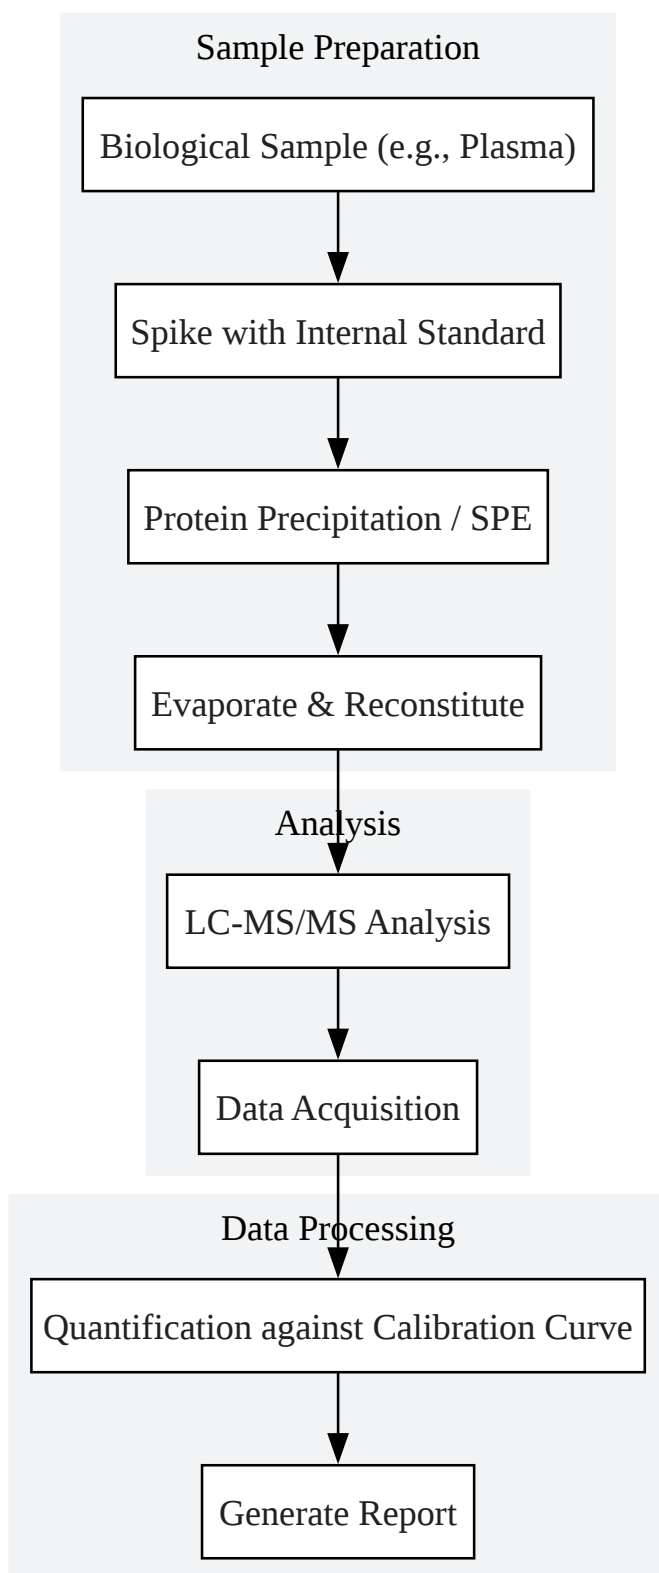 Sample Preparation
Biological Sample (e.g., Plasma)
Spike with Internal Standard
Protein Precipitation / SPE
Evaporate & Reconstitute
Analysis
LC-MS/MS Analysis
Data Acquisition
Data Processing
Quantification against Calibration Curve
Generate Report